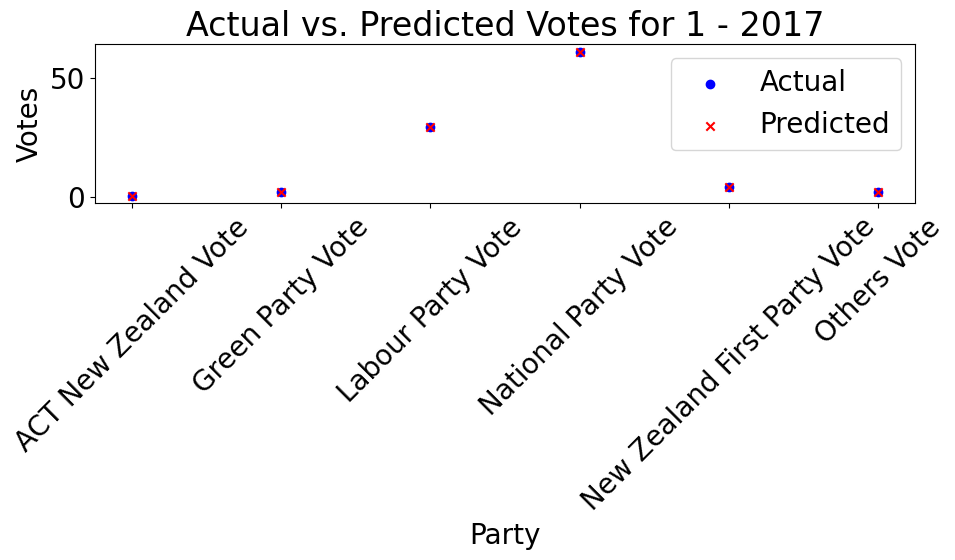 Actual vs. Predicted Votes for 1 - 2017
Votes
50
0
Actual
Predicted
ACT New Zealand Vote
Green Party Vote
Labour Party Vote
National Party Vote
New Zealand First Party Vote
Others Vote
Party